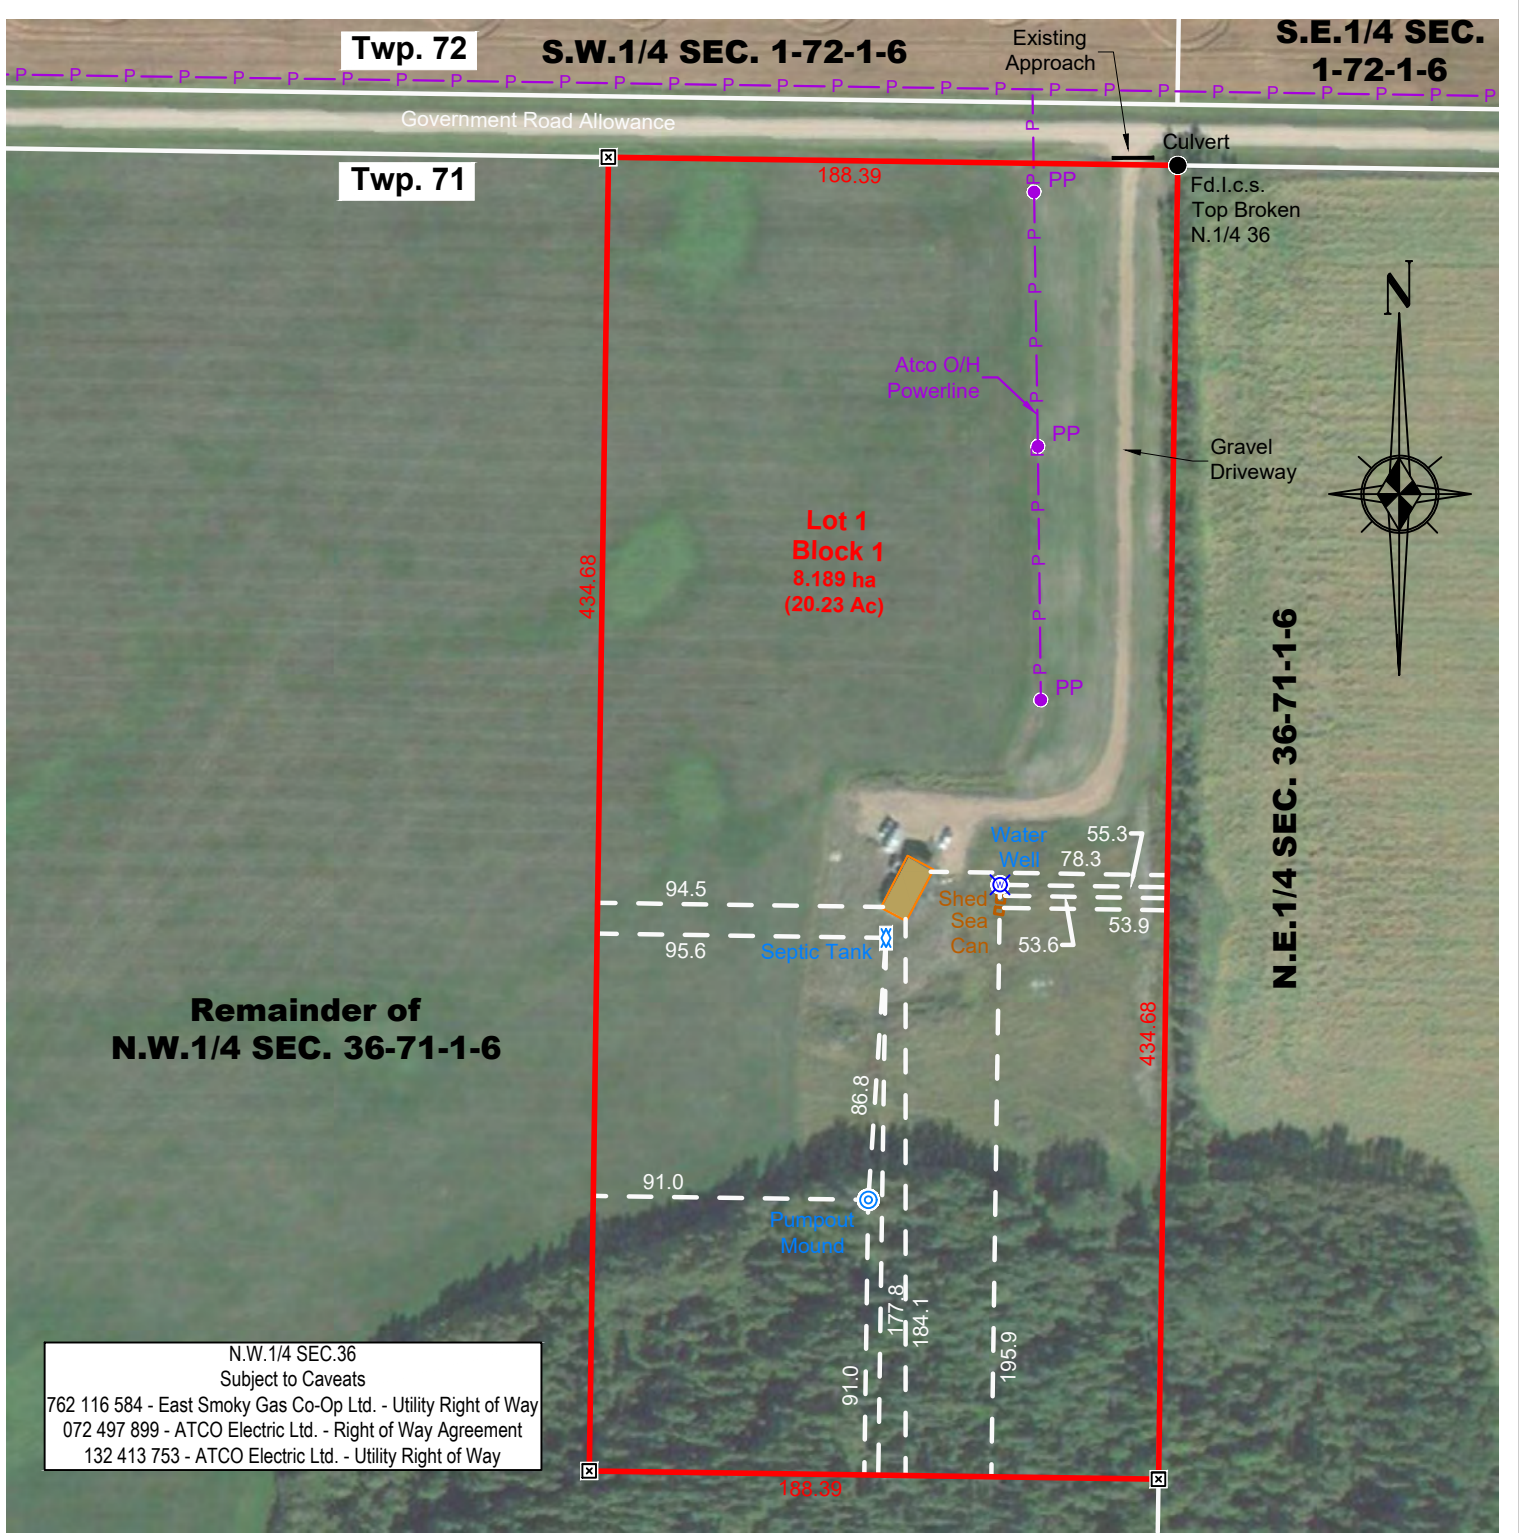 Twp. 72
S.W.1/4 SEC. 1-72-1-6
Existing
Approach
S.E.1/4 SEC.
1-72-1-6
P P P P P P P P P P P P P P P P P P P P P P P P P P P P
Government Road Allowance
P
Culvert
Twp. 71
188.39
P
PP
Fd.I.c.s.
Top Broken
N.1/4 36
P
N
P
P
Atco O/H
Powerline
P
PP
P
Gravel
Driveway
P
Lot 1
Block 1
8.189 ha
(20.23 Ac)
P
434.68
P
P
PP
N.E.1/4 SEC. 36-71-1-6
Water
Well
55.3
78.3
94.5
W
Shed
Sea
Can
53.6
53.9
95.6
Septic Tank
Remainder of
N.W.1/4 SEC. 36-71-1-6
434.68
86.8
91.0
Pumpout
Mound
177.8
184.1
195.9
91.0
N.W.1/4 SEC.36
Subject to Caveats
762 116 584 - East Smoky Gas Co-Op Ltd. - Utility Right of Way
072 497 899 - ATCO Electric Ltd. - Right of Way Agreement
132 413 753 - ATCO Electric Ltd. - Utility Right of Way
188.39